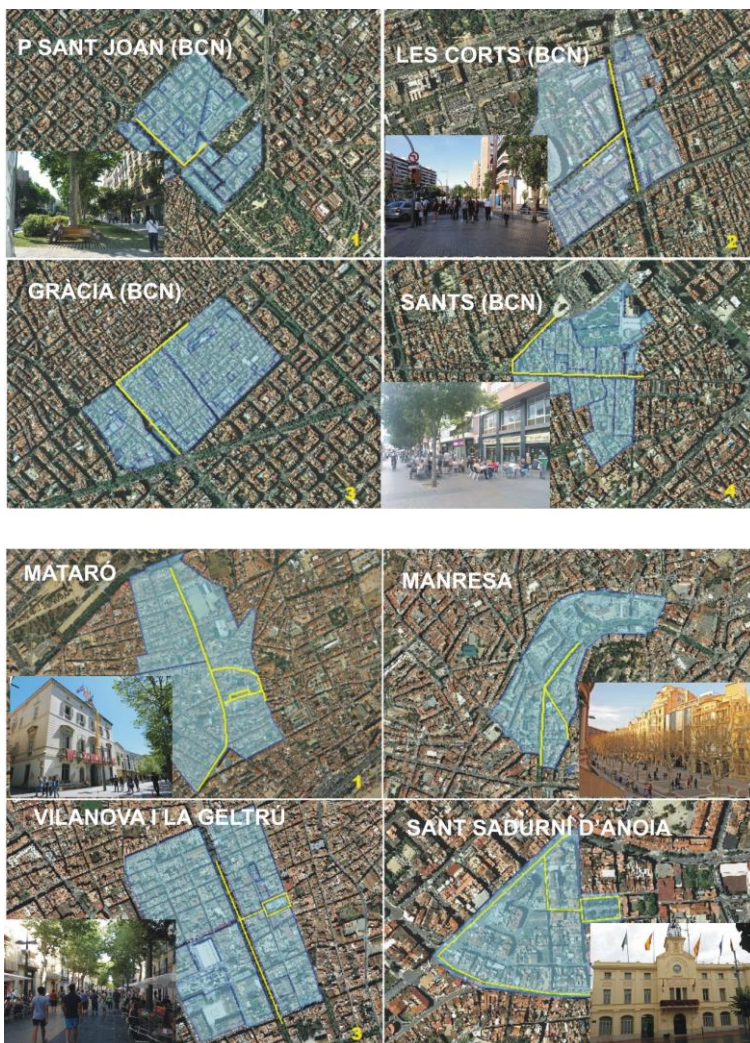 P SANT JOAN (BCN)
1
LES CORTS (BCN)
2
GRÀCIA (BCN)
3
SANTS (BCN)
4
MATARÓ
1
MANRESA
VILANOVA I LA GELTRÚ
3
SANT SADURNÍ D'ANOIA